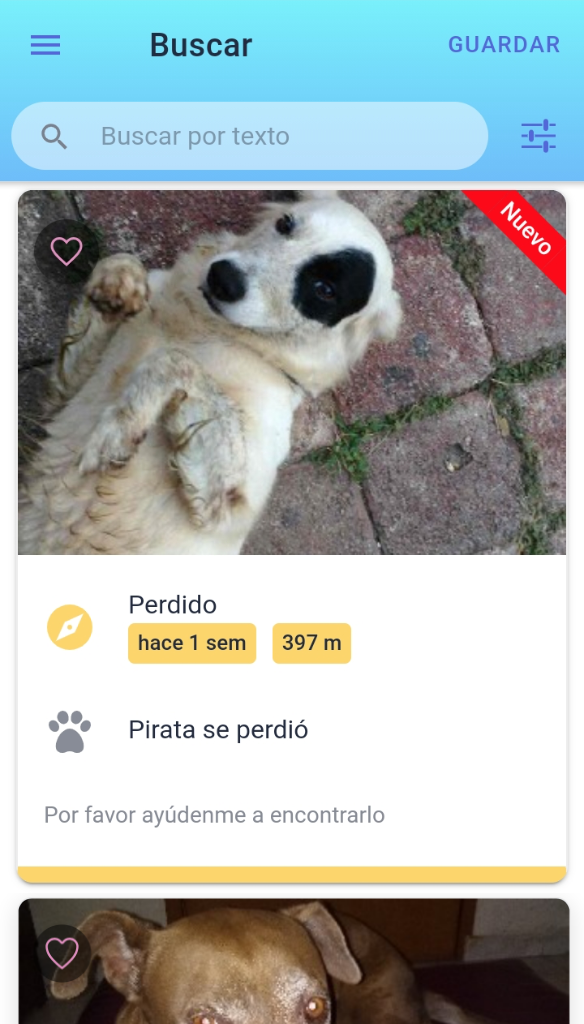 Buscar
GUARDAR
Buscar por texto
Nuevo
Perdido
hace 1 sem
397 m
Pirata se perdió
Por favor ayúdenme a encontrarlo